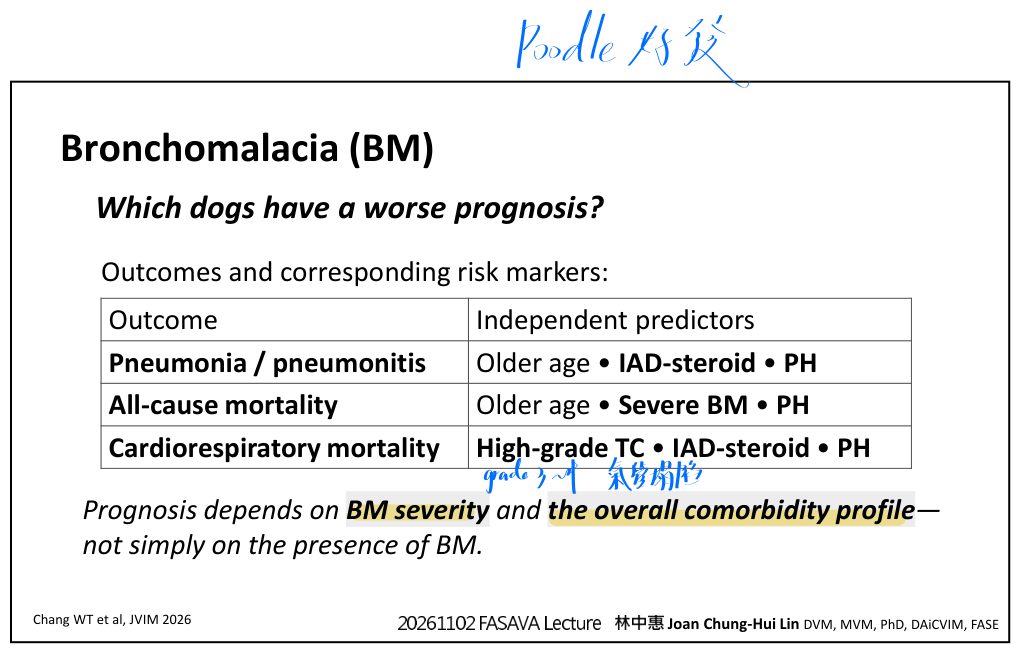 Poodle 好發
Bronchomalacia (BM)
Which dogs have a worse prognosis?
Outcomes and corresponding risk markers:
Outcome Independent predictors
Pneumonia / pneumonitis Older age • IAD-steroid • PH
All-cause mortality Older age • Severe BM • PH
Cardiorespiratory mortality High-grade TC • IAD-steroid • PH
grade 3, 4 氣管塌陷
Prognosis depends on BM severity and the overall comorbidity profile—
not simply on the presence of BM.
Chang WT et al, JVIM 2026
20261102 FASAVA Lecture 林中惠 Joan Chung-Hui Lin DVM, MVM, PhD, DAiCVIM, FASE